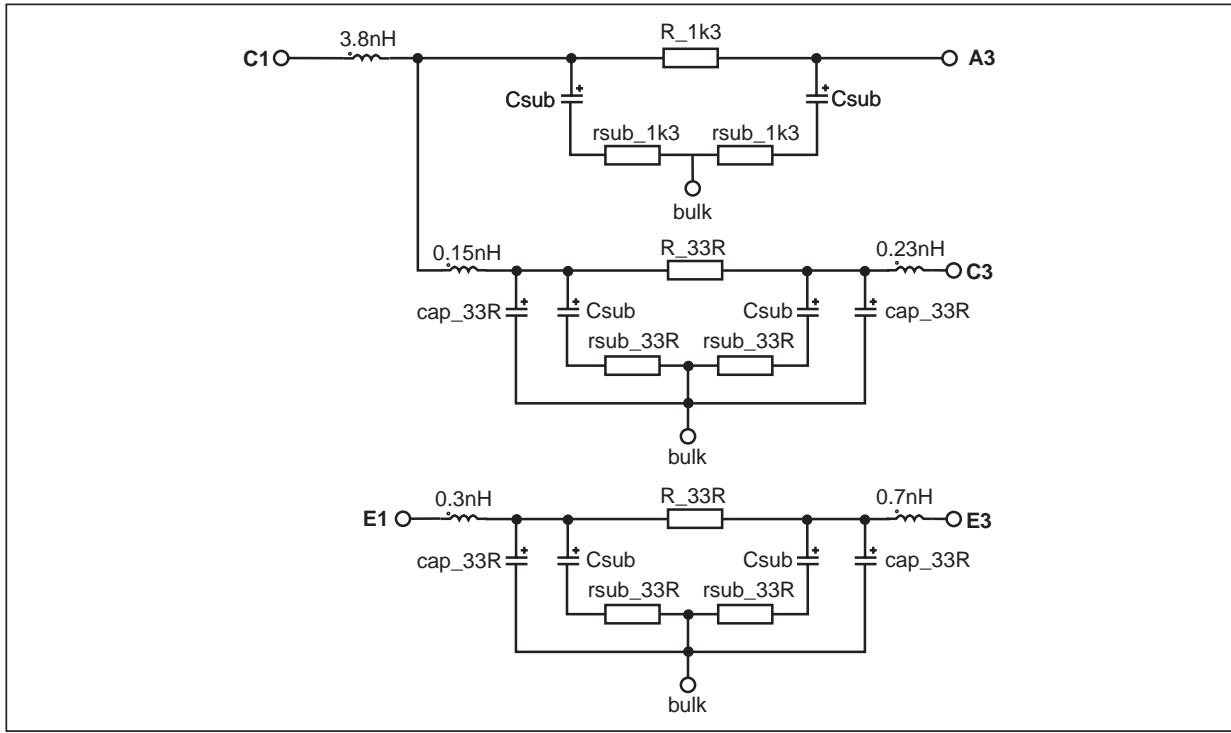 3.8nH
R_1k3
C1
A3
Csub
Csub
rsub_1k3
rsub_1k3
bulk
0.15nH
R_33R
0.23nH
C3
cap_33R
Csub
Csub
cap_33R
rsub_33R
rsub_33R
bulk
0.3nH
R_33R
0.7nH
E1
E3
cap_33R
Csub
Csub
cap_33R
rsub_33R
rsub_33R
bulk